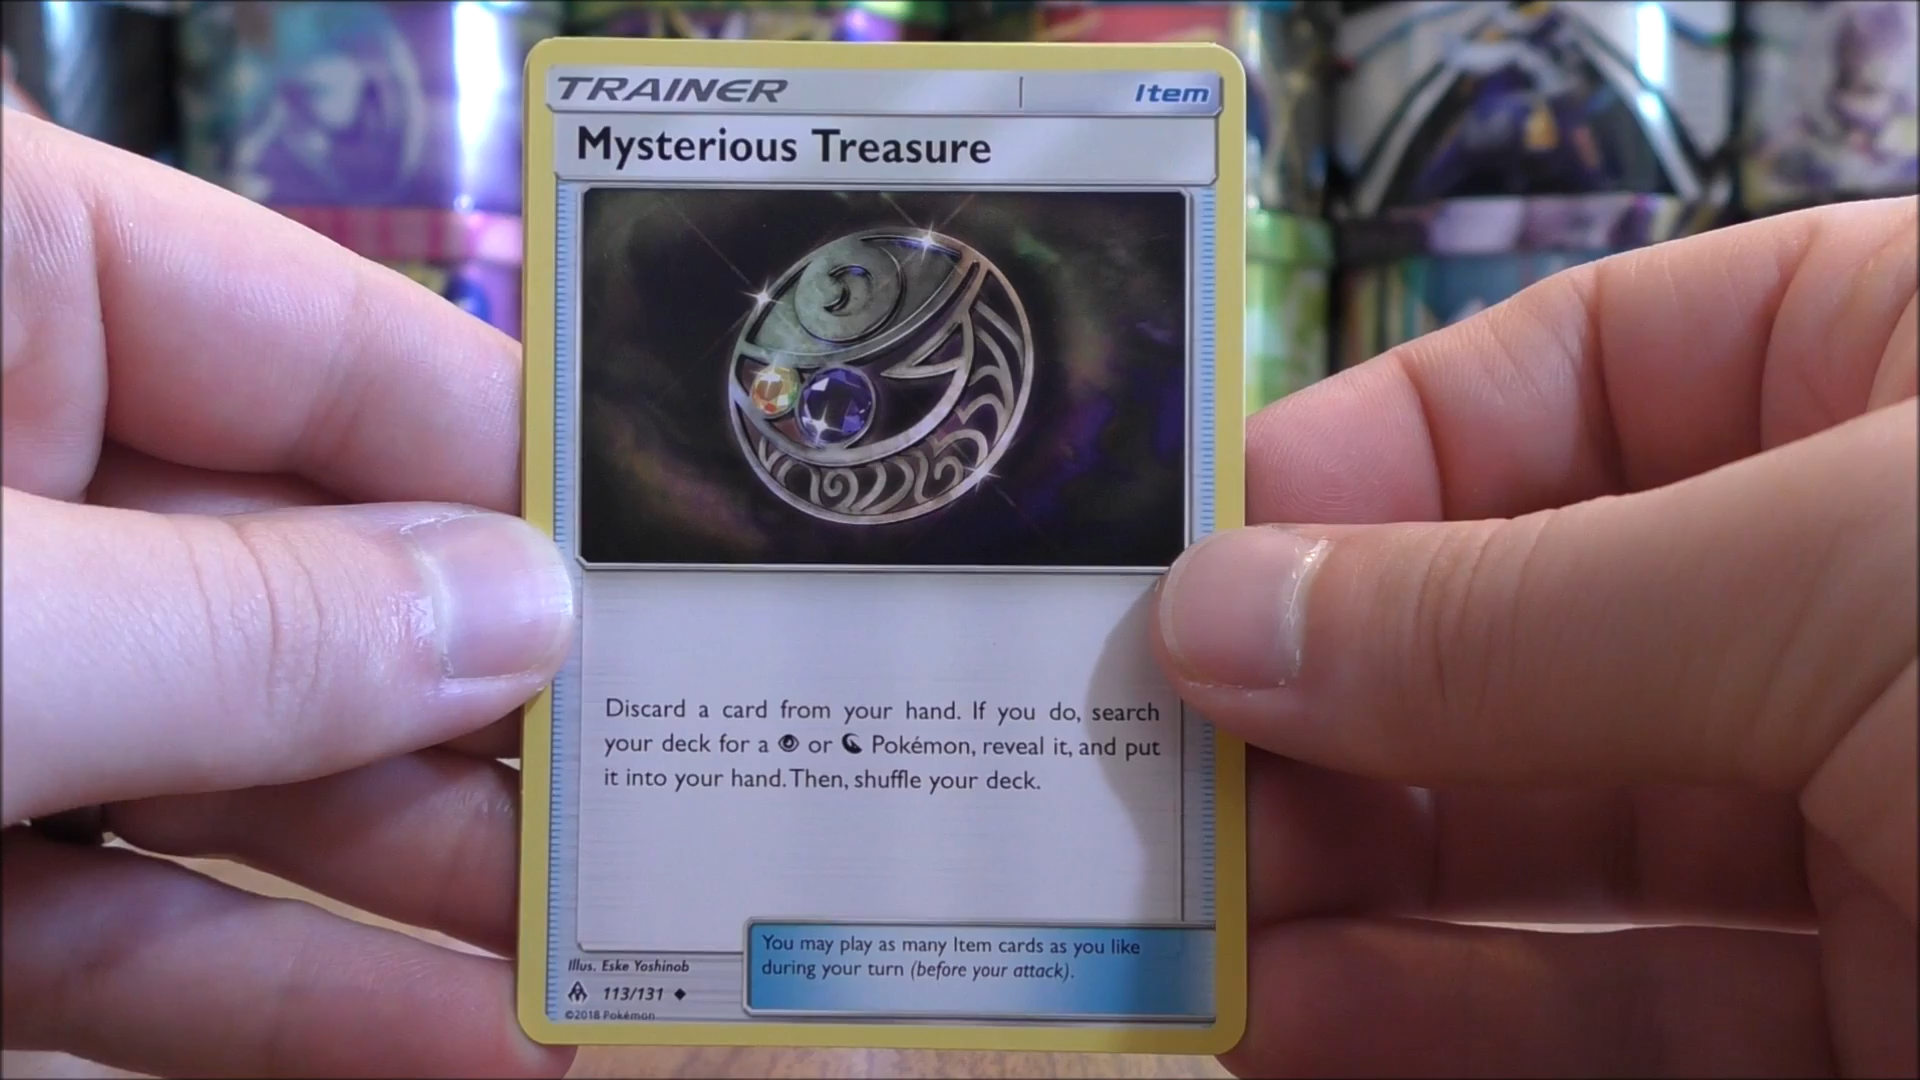 TRAINER Item
Mysterious Treasure
Discard a card from your hand. If you do, search
your deck for a or Pokémon, reveal it, and put
it into your hand. Then, shuffle your deck.
You may play as many Item cards as you like
during your turn (before your attack).
Illus. Eske Yoshinob
113/131
©2018 Pokémon